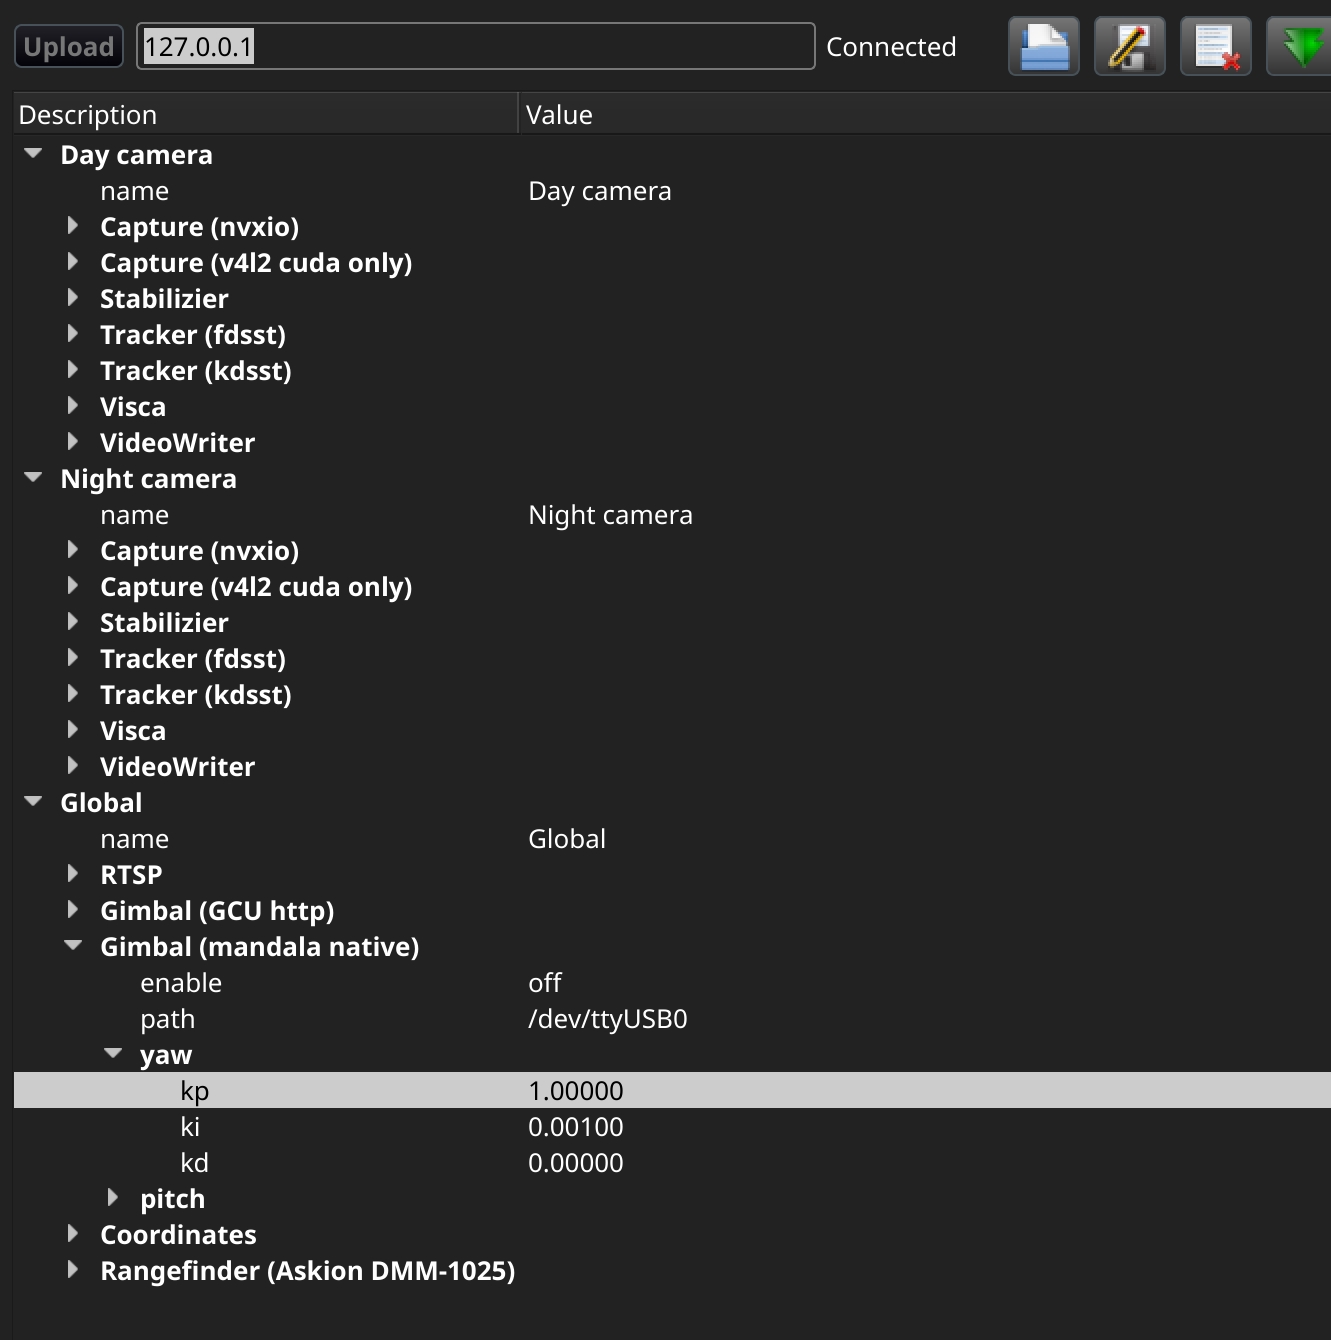 Upload 127.0.0.1 Connected
Description Value
Day camera
name Day camera
Capture (nvxio)
Capture (v4l2 cuda only)
Stabilizier
Tracker (fdsst)
Tracker (kdsst)
Visca
VideoWriter
Night camera
name Night camera
Capture (nvxio)
Capture (v4l2 cuda only)
Stabilizier
Tracker (fdsst)
Tracker (kdsst)
Visca
VideoWriter
Global
name Global
RTSP
Gimbal (GCU http)
Gimbal (mandala native)
enable off
path /dev/ttyUSB0
yaw
kp 1.00000
ki 0.00100
kd 0.00000
pitch
Coordinates
Rangefinder (Askion DMM-1025)